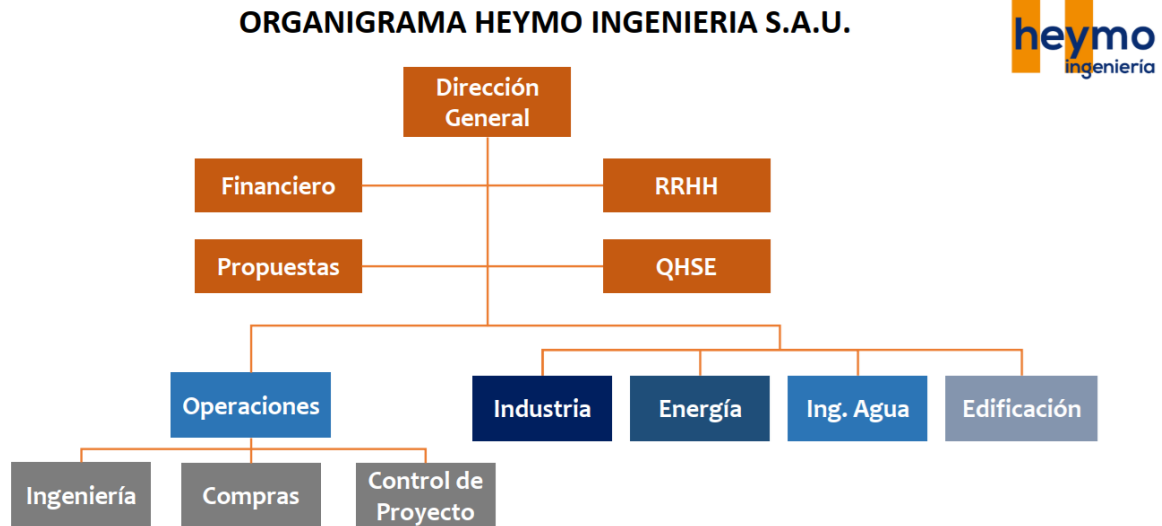 ORGANIGRAMA HEYMO INGENIERIA S.A.U.
heymo
ingeniería
Dirección
General
Financiero
RRHH
Propuestas
QHSE
Operaciones
Industria
Energía
Ing. Agua
Edificación
Ingeniería
Compras
Control de
Proyecto